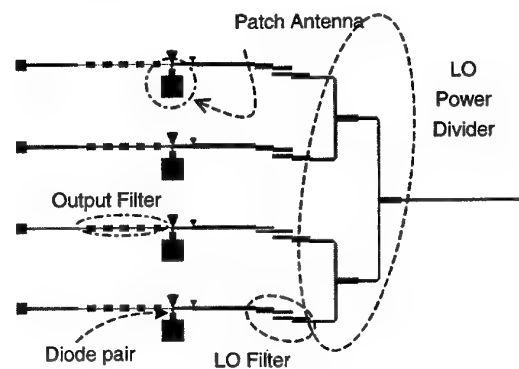 Patch Antenna
LO
Power
Divider
Output Filter
Diode pair
LO Filter